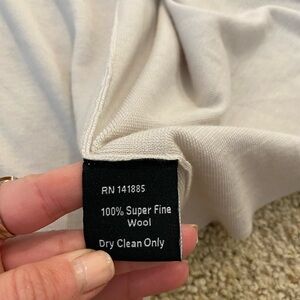 RN 141885
100% Super Fine
Wool
Dry Clean Only